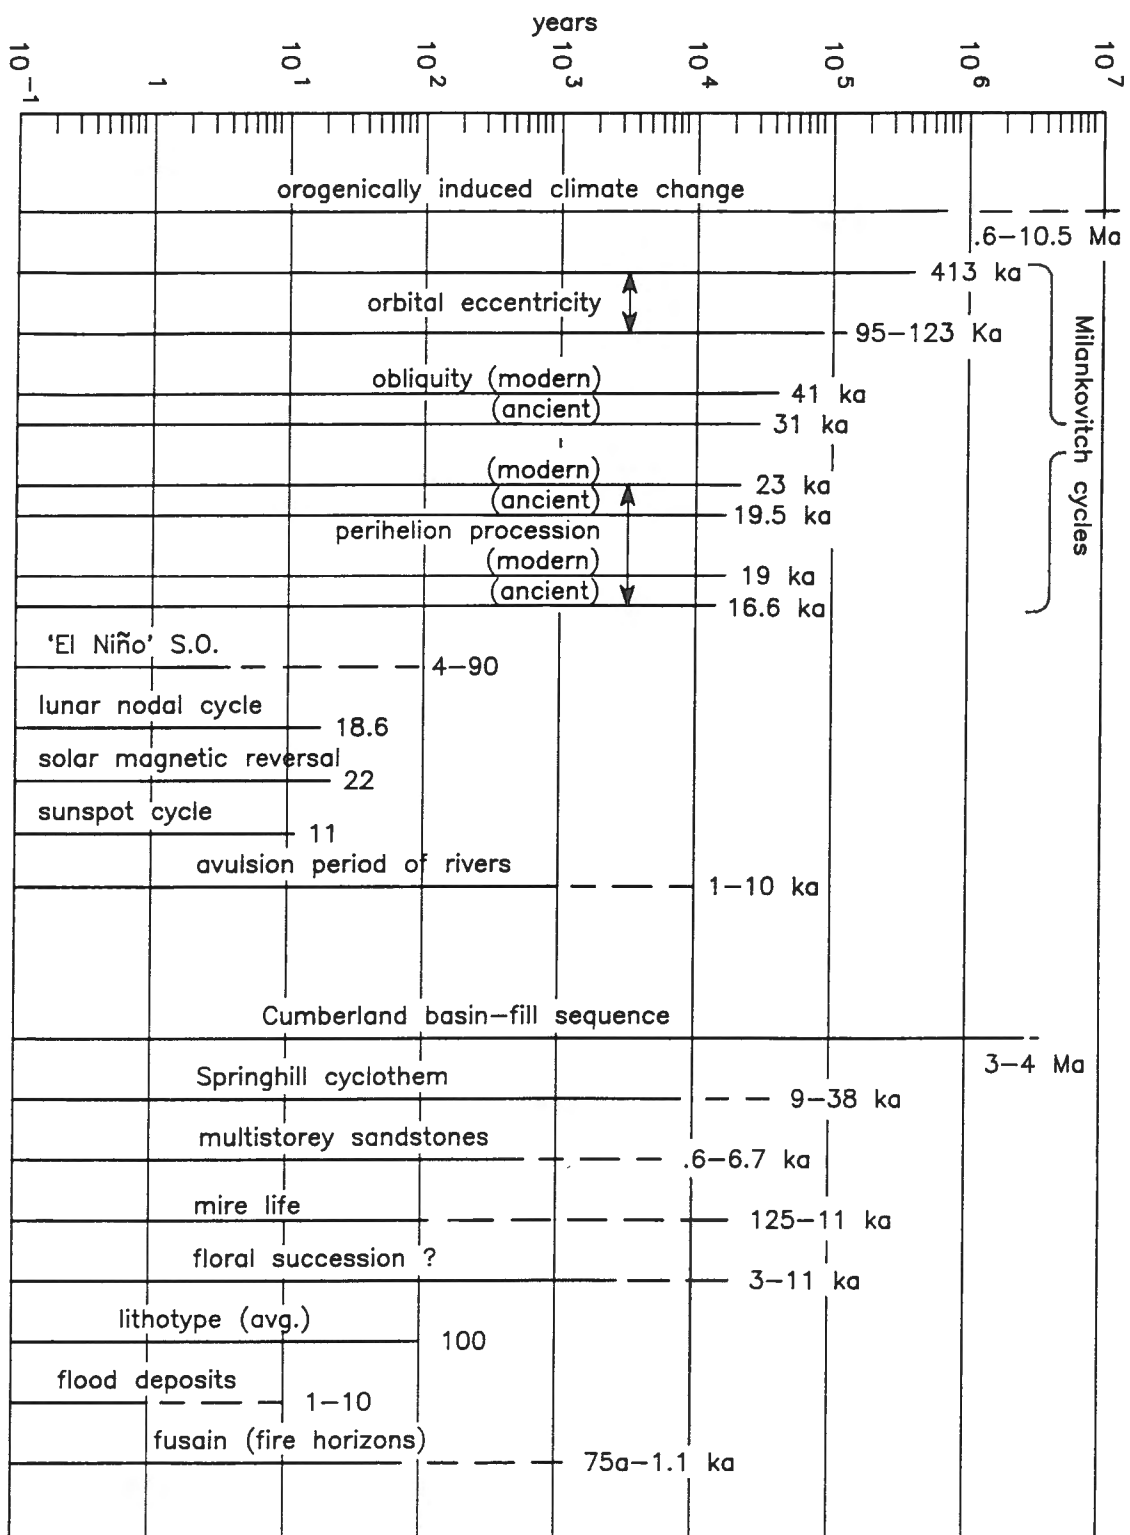 years
10-1 1 10¹ 10² 10³ 10⁴ 10⁵ 10⁶ 10⁷
orogenically induced climate change
.6–10.5 Ma
413 ka
orbital eccentricity
95–123 Ka
obliquity (modern)
41 ka
(ancient)
31 ka
Milankovitch cycles
(modern)
23 ka
(ancient)
19.5 ka
perihelion procession
(modern)
19 ka
(ancient)
16.6 ka
'El Niño' S.O.
4–90
lunar nodal cycle
18.6
solar magnetic reversal
22
sunspot cycle
11
avulsion period of rivers
1–10 ka
Cumberland basin–fill sequence
3–4 Ma
Springhill cyclothem
9–38 ka
multistorey sandstones
.6–6.7 ka
mire life
125–11 ka
floral succession ?
3–11 ka
lithotype (avg.)
100
flood deposits
1–10
fusain (fire horizons)
75a–1.1 ka